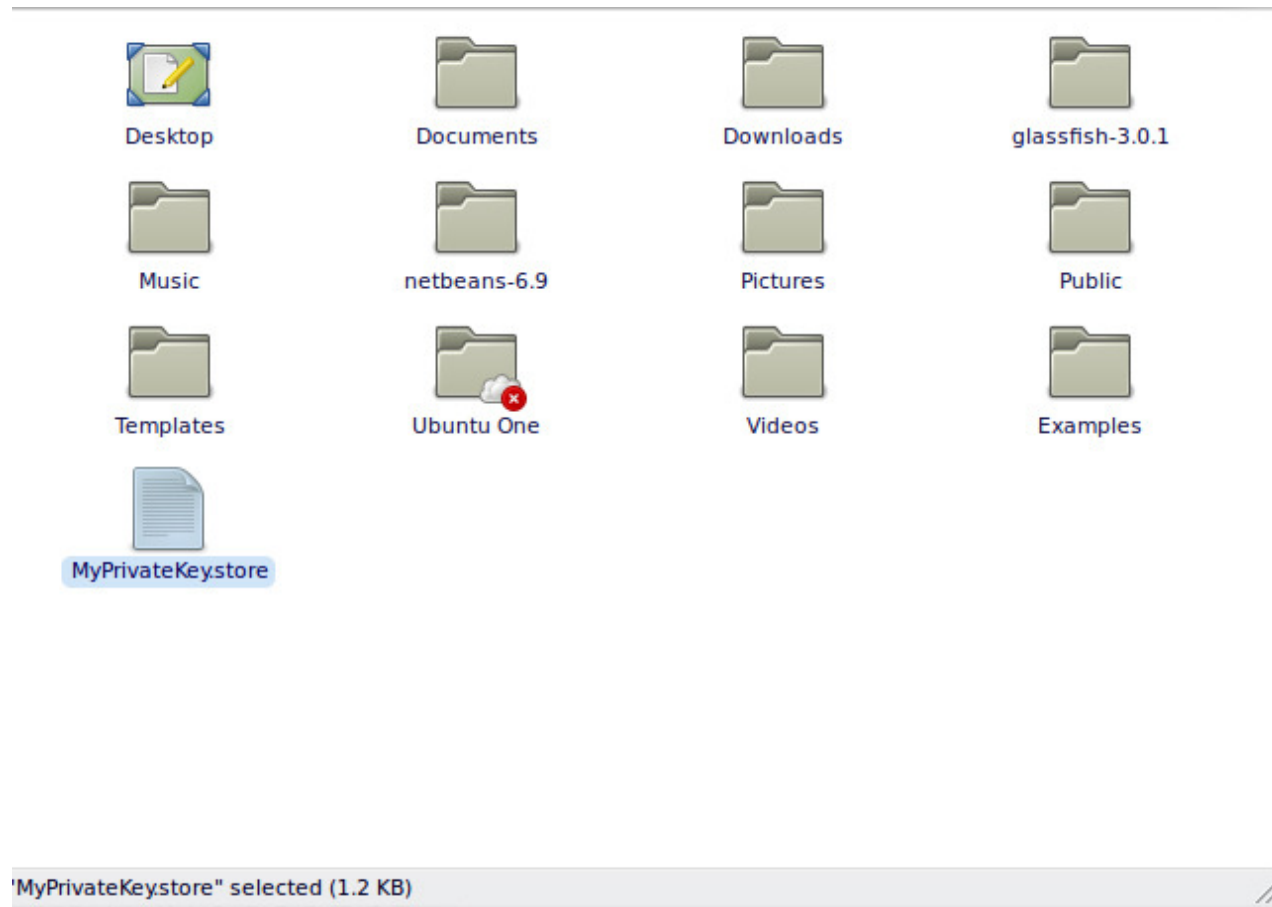 Desktop Documents Downloads glassfish-3.0.1
Music netbeans-6.9 Pictures Public
Templates Ubuntu One Videos Examples
MyPrivateKey.store
"MyPrivateKey.store" selected (1.2 KB)